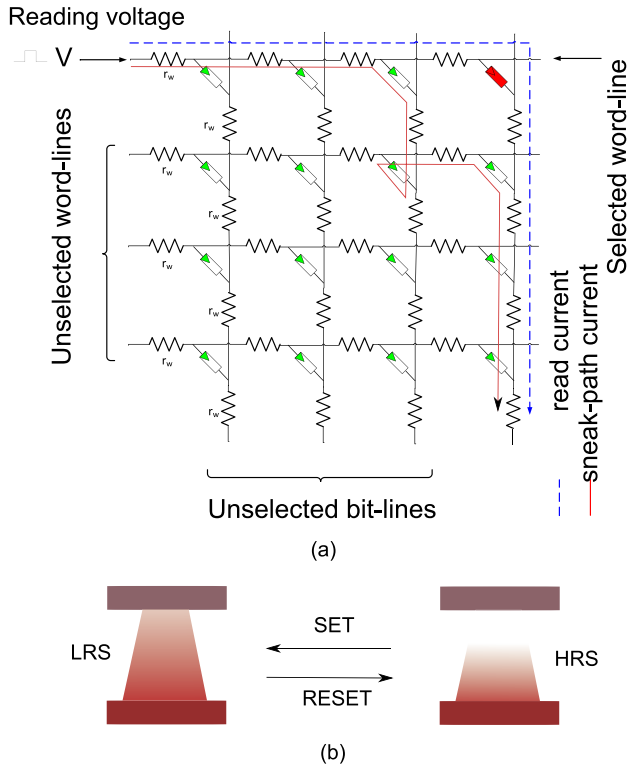 Reading voltage
V
r_w
r_w
r_w
r_w
r_w
r_w
r_w
r_w
Unselected word-lines
Selected word-line
read current
sneak-path current
Unselected bit-lines
(a)
LRS
SET
RESET
HRS
(b)